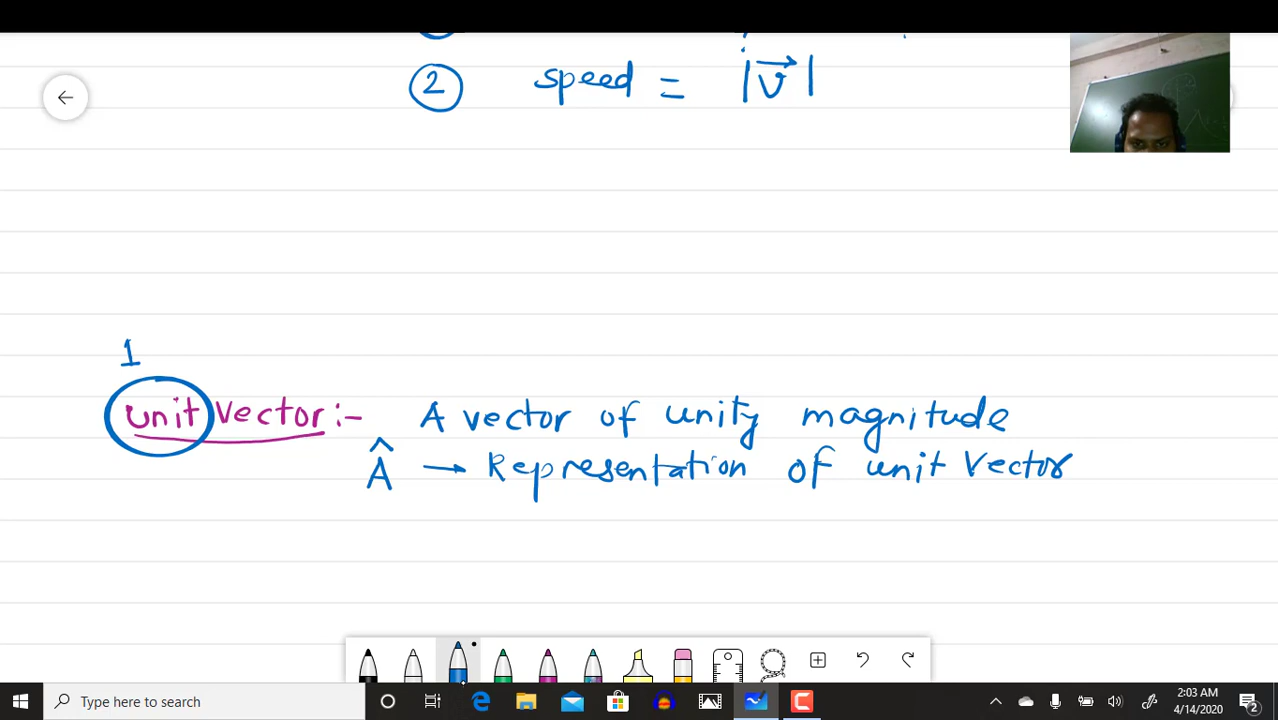 ② speed = |v⃗|
1
Unit Vector :- A vector of unity magnitude
Â → Representation of unit Vector
Type here to search
2:03 AM
4/14/2020
2